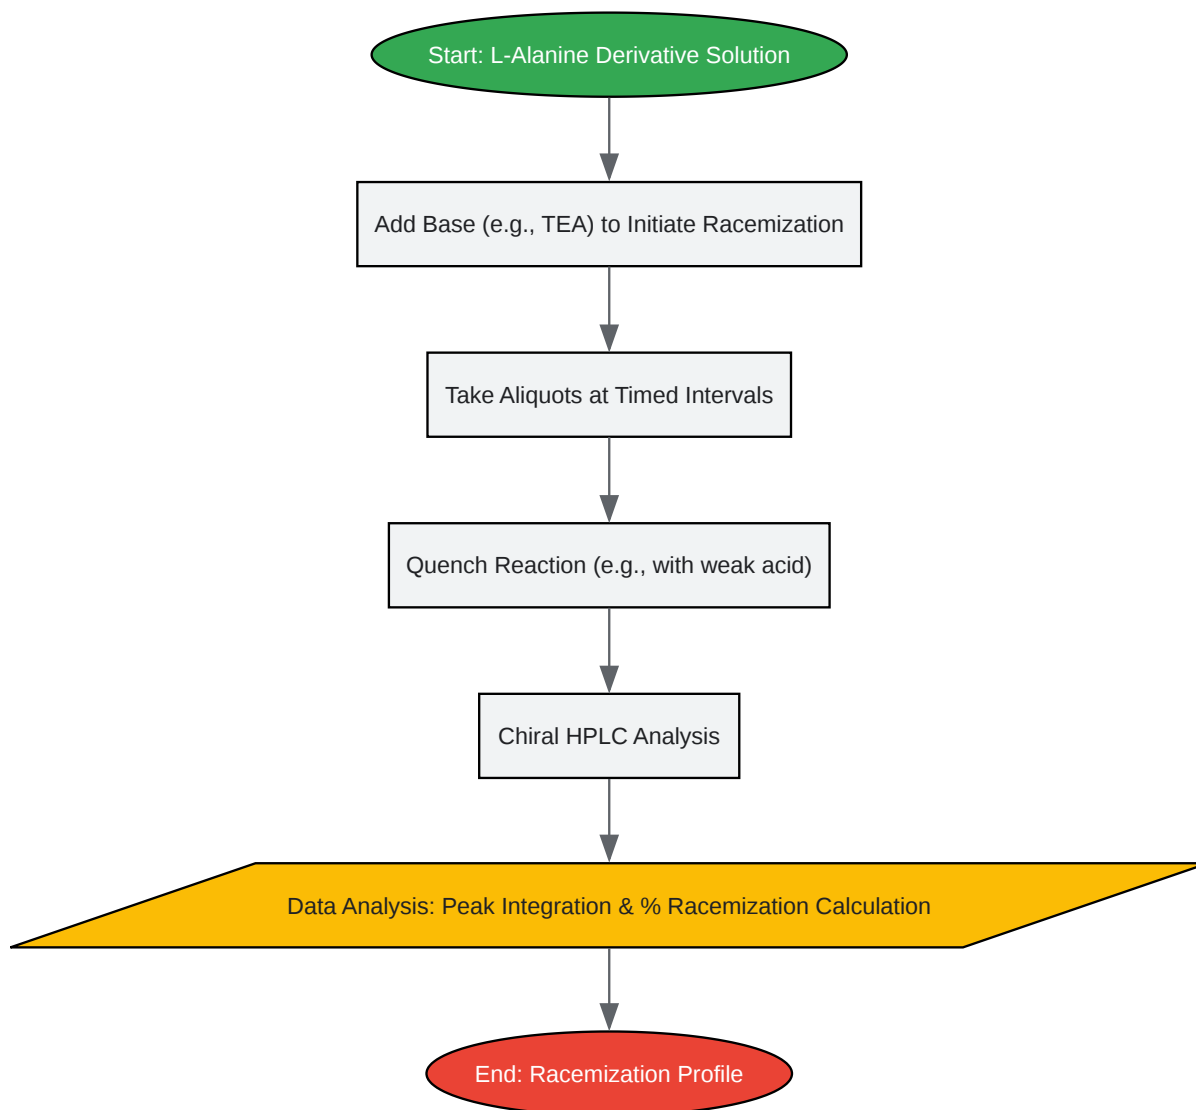 Start: L-Alanine Derivative Solution
Add Base (e.g., TEA) to Initiate Racemization
Take Aliquots at Timed Intervals
Quench Reaction (e.g., with weak acid)
Chiral HPLC Analysis
Data Analysis: Peak Integration & % Racemization Calculation
End: Racemization Profile